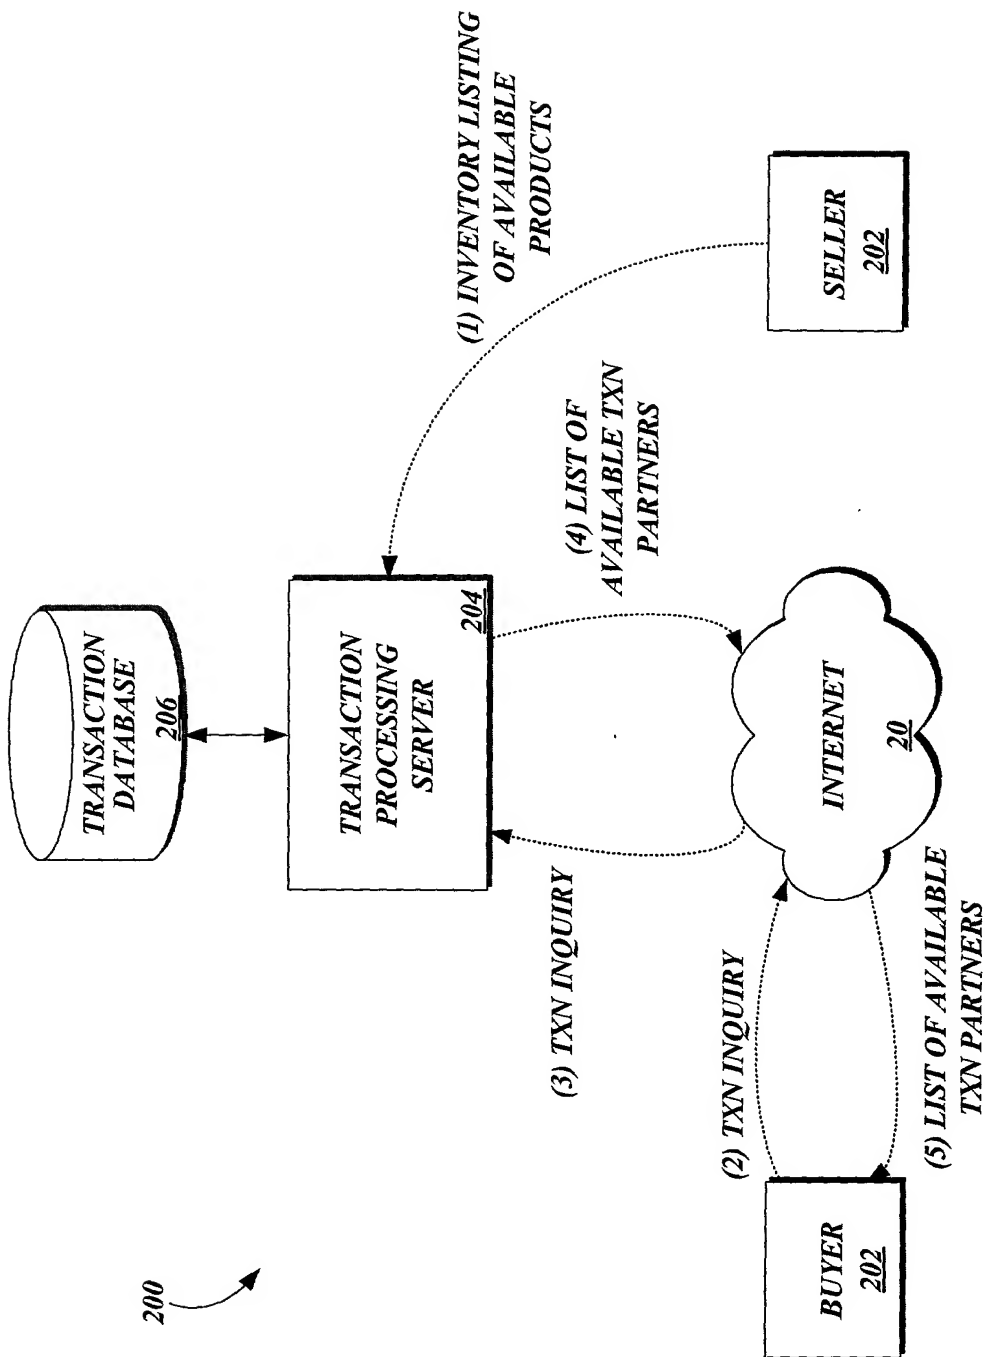 200
TRANSACTION
DATABASE
206
TRANSACTION
PROCESSING
SERVER
204
(1) INVENTORY LISTING
OF AVAILABLE
PRODUCTS
(3) TXN INQUIRY
(4) LIST OF
AVAILABLE TXN
PARTNERS
(2) TXN INQUIRY
INTERNET
20
BUYER
202
SELLER
202
(5) LIST OF AVAILABLE
TXN PARTNERS